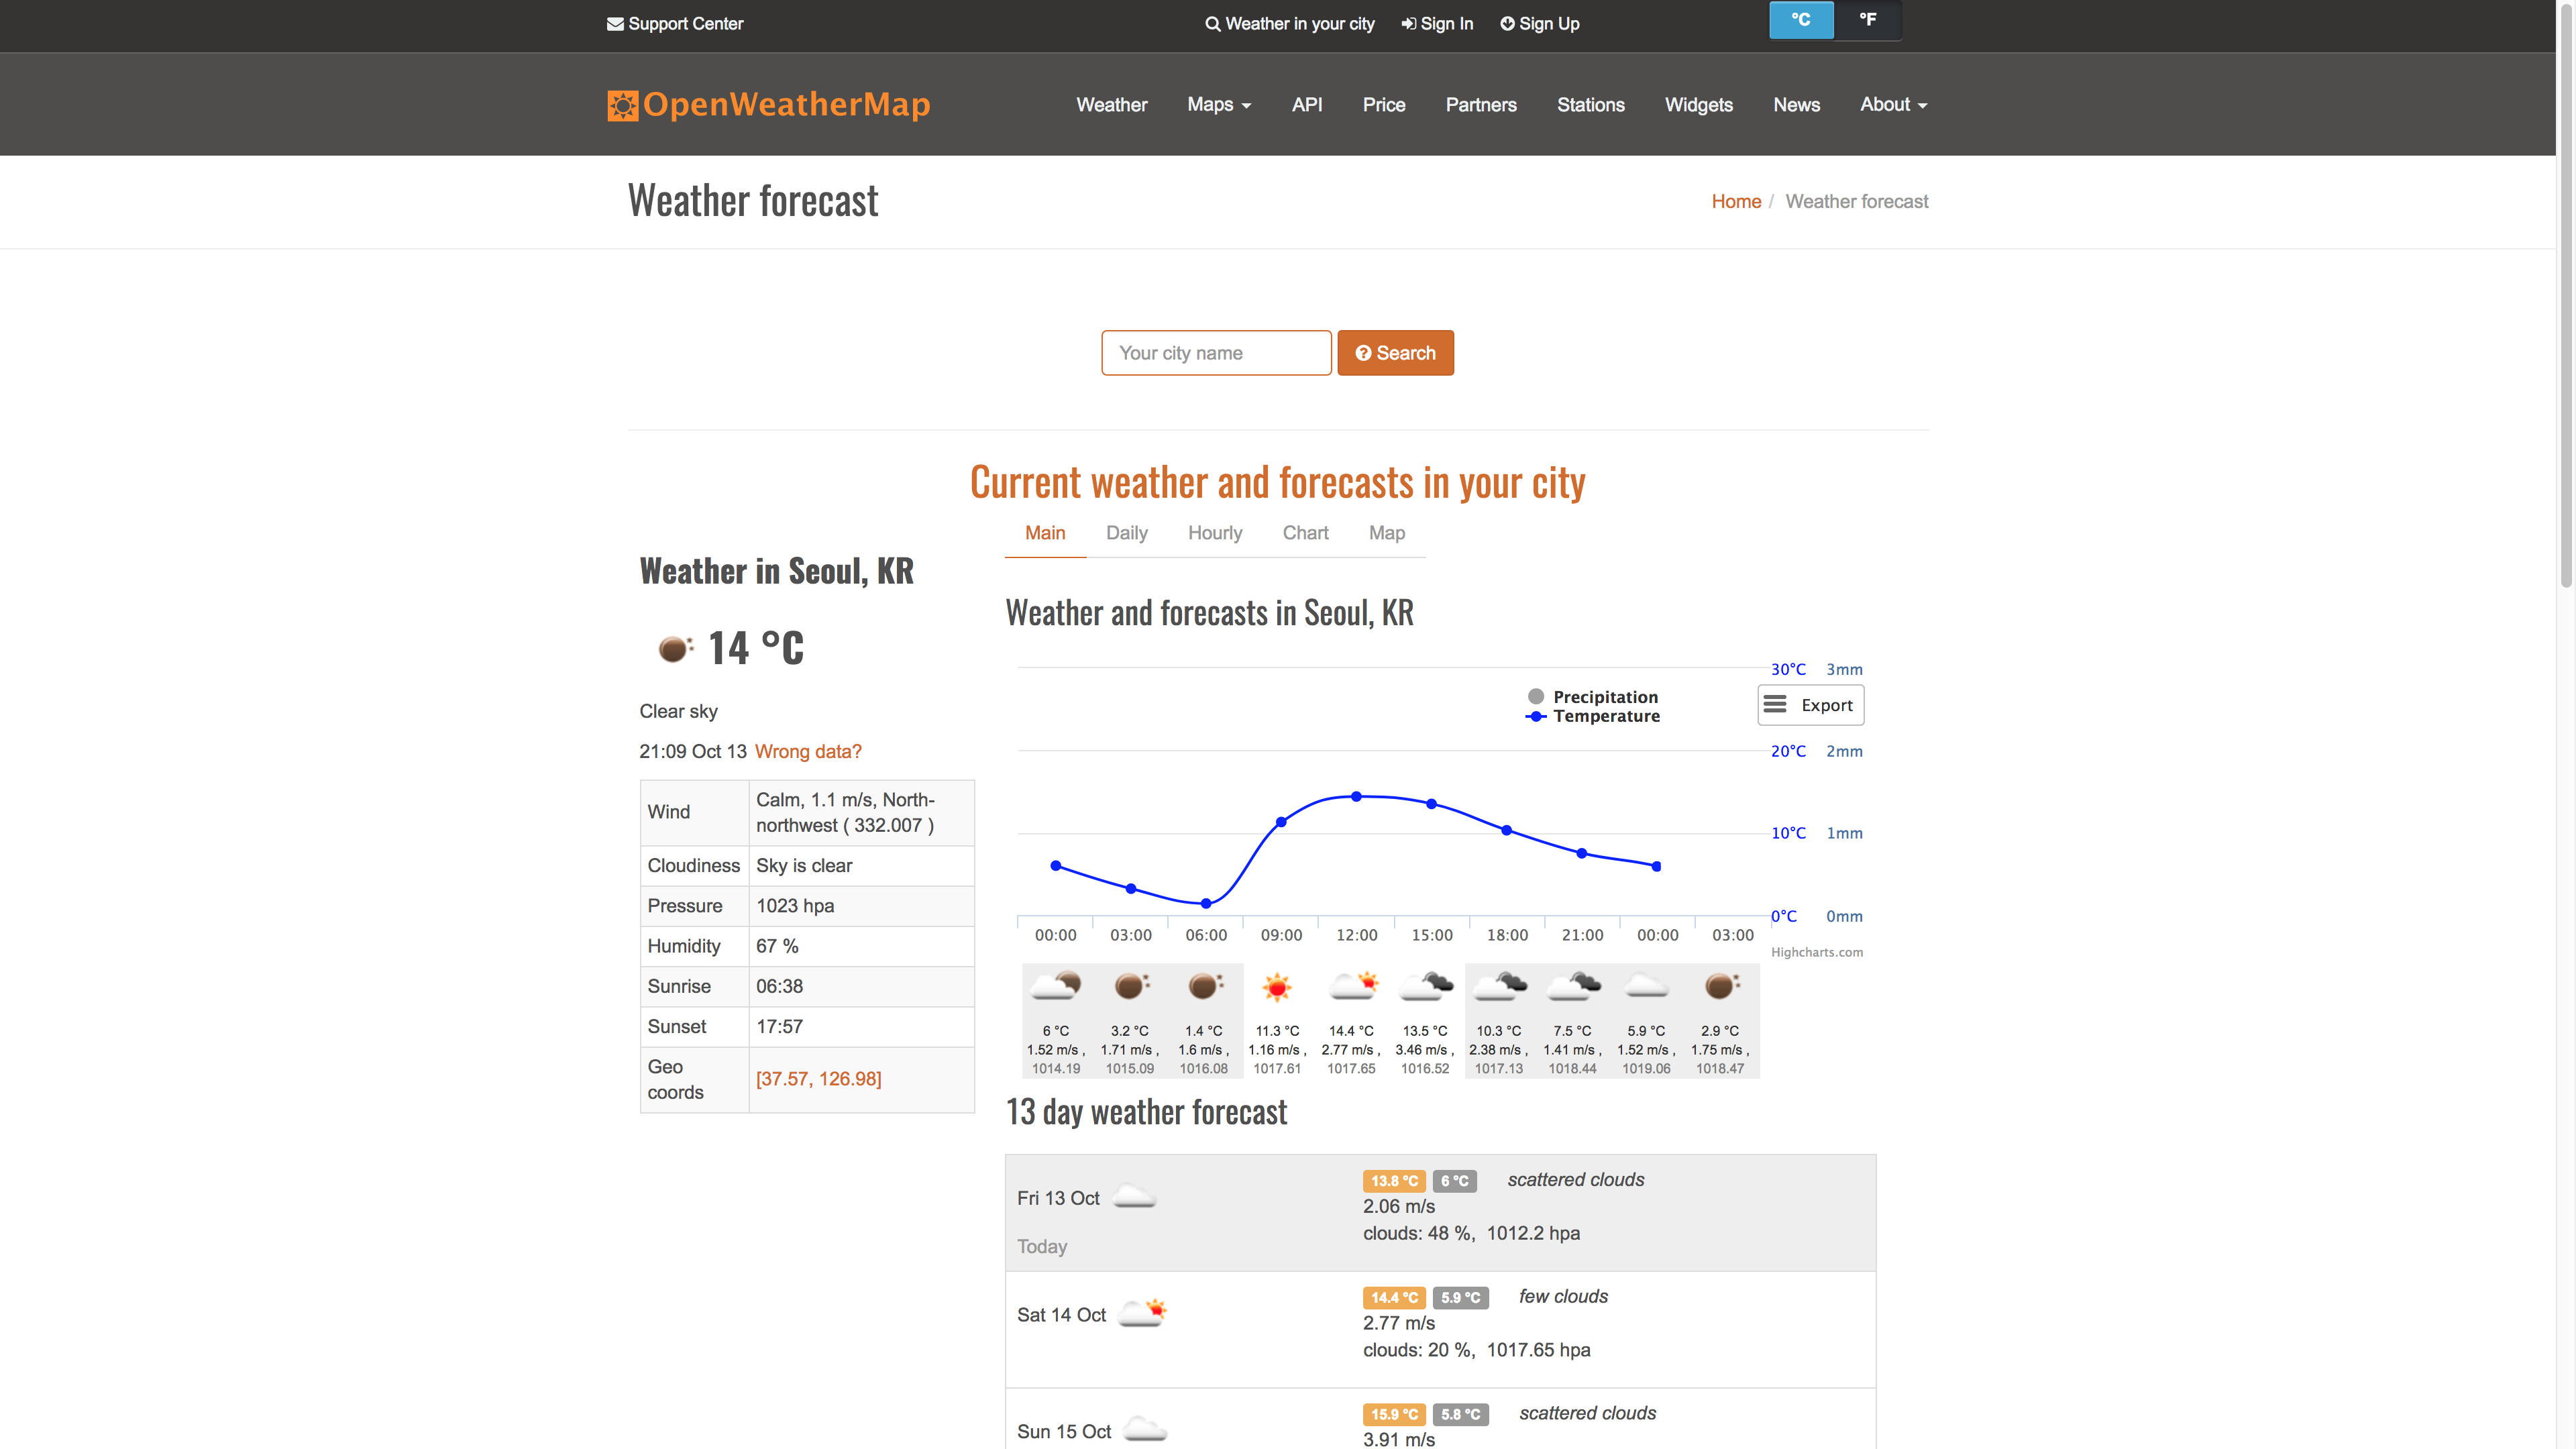 Support Center
Weather in your city Sign In Sign Up °C °F
OpenWeatherMap
Weather Maps API Price Partners Stations Widgets News About
Weather forecast
Home / Weather forecast
Your city name Search
Current weather and forecasts in your city
Main Daily Hourly Chart Map
Weather in Seoul, KR
14 °C
Clear sky
21:09 Oct 13 Wrong data?
Wind Calm, 1.1 m/s, North-
northwest ( 332.007 )
Cloudiness Sky is clear
Pressure 1023 hpa
Humidity 67 %
Sunrise 06:38
Sunset 17:57
Geo
coords [37.57, 126.98]
Weather and forecasts in Seoul, KR
30°C 3mm
Precipitation
Temperature
Export
20°C 2mm
10°C 1mm
0°C 0mm
00:00 03:00 06:00 09:00 12:00 15:00 18:00 21:00 00:00 03:00
Highcharts.com
6 °C 3.2 °C 1.4 °C 11.3 °C 14.4 °C 13.5 °C 10.3 °C 7.5 °C 5.9 °C 2.9 °C
1.52 m/s , 1.71 m/s , 1.6 m/s , 1.16 m/s , 2.77 m/s , 3.46 m/s , 2.38 m/s , 1.41 m/s , 1.52 m/s , 1.75 m/s ,
1014.19 1015.09 1016.08 1017.61 1017.65 1016.52 1017.13 1018.44 1019.06 1018.47
13 day weather forecast
Fri 13 Oct
Today
13.8 °C 6 °C scattered clouds
2.06 m/s
clouds: 48 %, 1012.2 hpa
Sat 14 Oct
14.4 °C 5.9 °C few clouds
2.77 m/s
clouds: 20 %, 1017.65 hpa
Sun 15 Oct
15.9 °C 5.8 °C scattered clouds
3.91 m/s